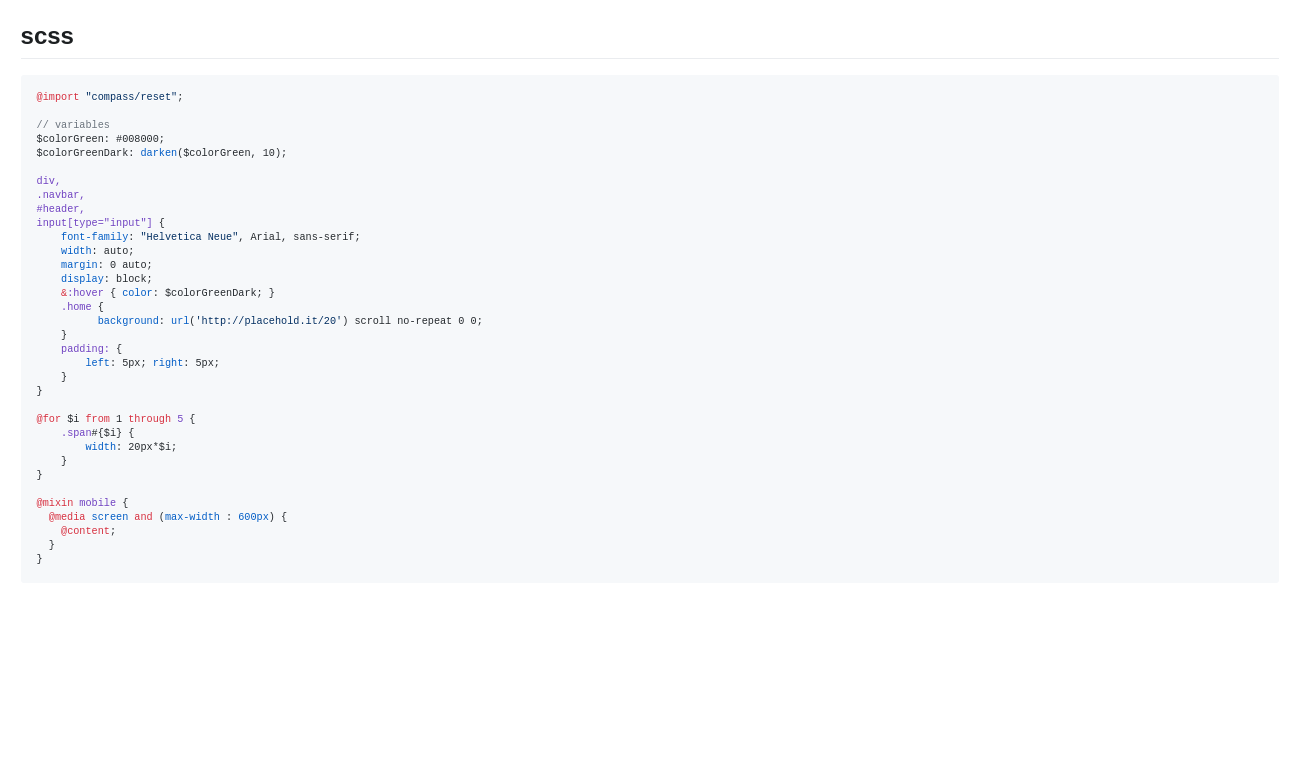 scss
@import "compass/reset";
// variables
$colorGreen: #008000;
$colorGreenDark: darken($colorGreen, 10);
div,
.navbar,
#header,
input[type="input"] {
    font-family: "Helvetica Neue", Arial, sans-serif;
    width: auto;
    margin: 0 auto;
    display: block;
    &:hover { color: $colorGreenDark; }
    .home {
          background: url('http://placehold.it/20') scroll no-repeat 0 0;
    }
    padding: {
        left: 5px; right: 5px;
    }
}
@for $i from 1 through 5 {
    .span#{$i} {
        width: 20px*$i;
    }
}
@mixin mobile {
  @media screen and (max-width : 600px) {
    @content;
  }
}